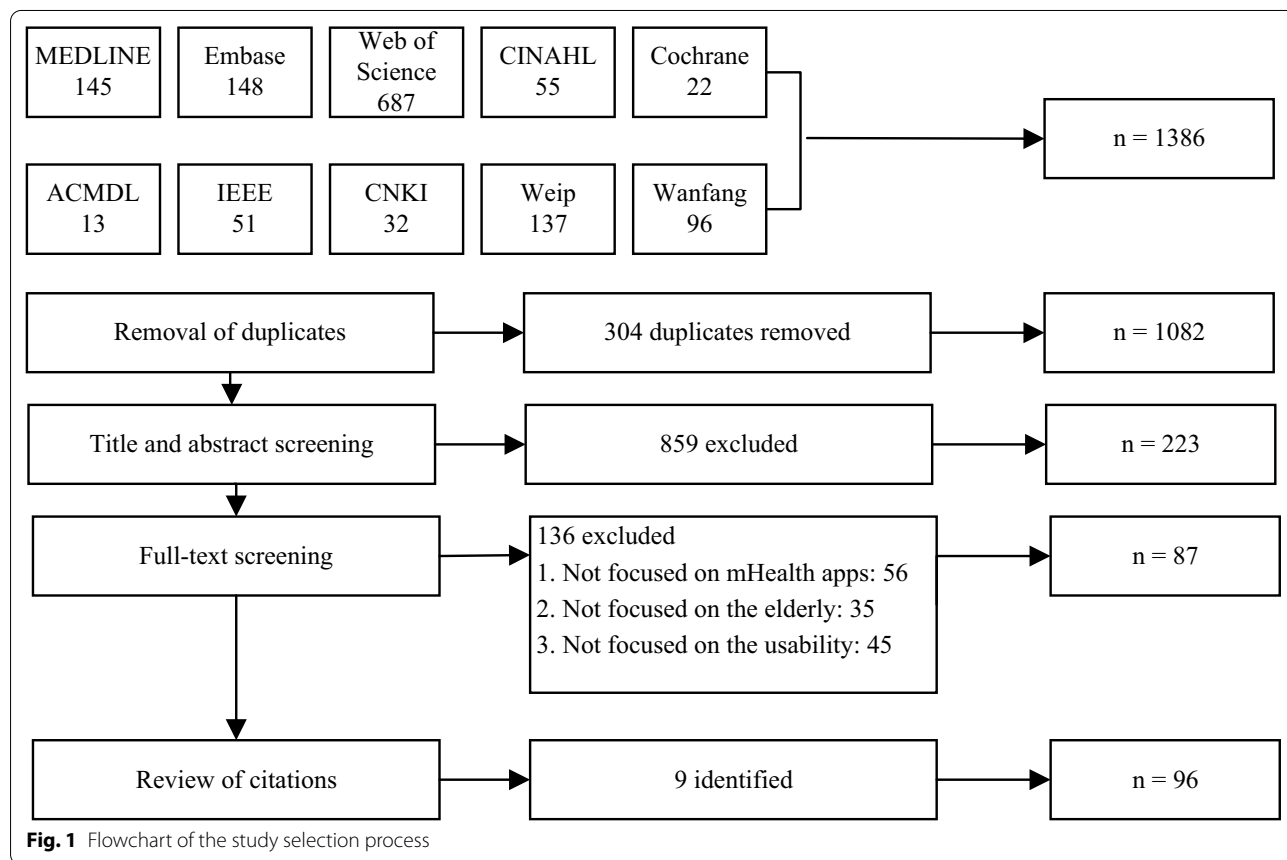 MEDLINE
145
Embase
148
Web of
Science
687
CINAHL
55
Cochrane
22
n = 1386
ACMDL
13
IEEE
51
CNKI
32
Weip
137
Wanfang
96
Removal of duplicates
304 duplicates removed
n = 1082
Title and abstract screening
859 excluded
n = 223
Full-text screening
136 excluded
1. Not focused on mHealth apps: 56
2. Not focused on the elderly: 35
3. Not focused on the usability: 45
n = 87
Review of citations
9 identified
n = 96
Fig. 1 Flowchart of the study selection process